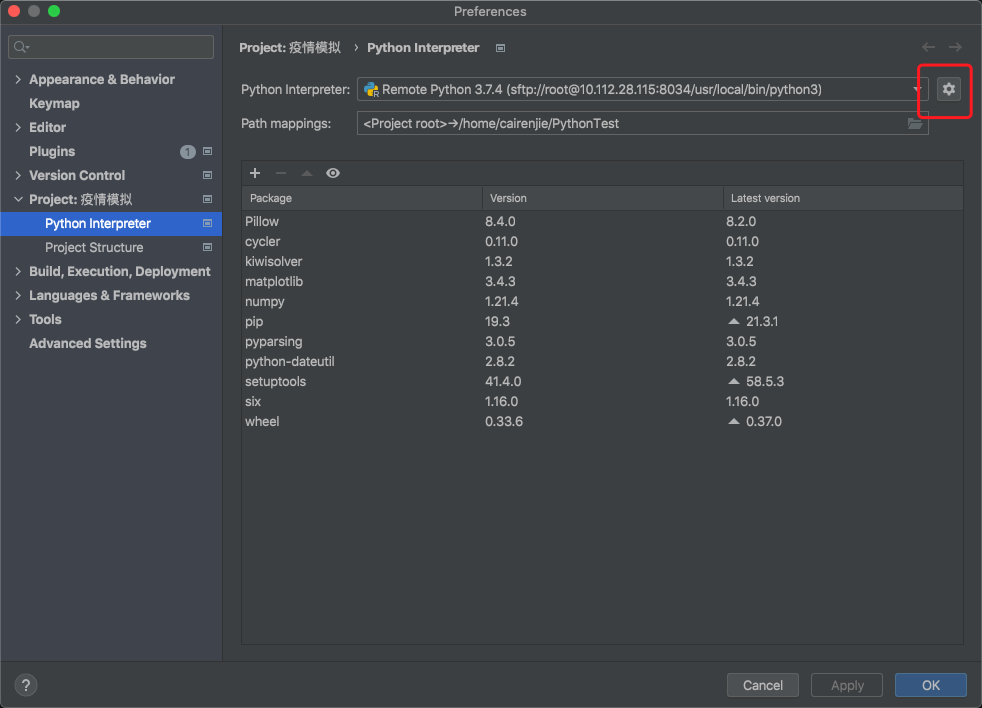 Preferences
Project: 疫情模拟 › Python Interpreter
Appearance & Behavior
Keymap
Editor
Plugins 1
Version Control
Project: 疫情模拟
Python Interpreter
Project Structure
Build, Execution, Deployment
Languages & Frameworks
Tools
Advanced Settings
Python Interpreter: Remote Python 3.7.4 (sftp://root@10.112.28.115:8034/usr/local/bin/python3)
Path mappings: <Project root>→/home/cairenjie/PythonTest
Package Version Latest version
Pillow 8.4.0 8.2.0
cycler 0.11.0 0.11.0
kiwisolver 1.3.2 1.3.2
matplotlib 3.4.3 3.4.3
numpy 1.21.4 1.21.4
pip 19.3 21.3.1
pyparsing 3.0.5 3.0.5
python-dateutil 2.8.2 2.8.2
setuptools 41.4.0 58.5.3
six 1.16.0 1.16.0
wheel 0.33.6 0.37.0
? Cancel Apply OK